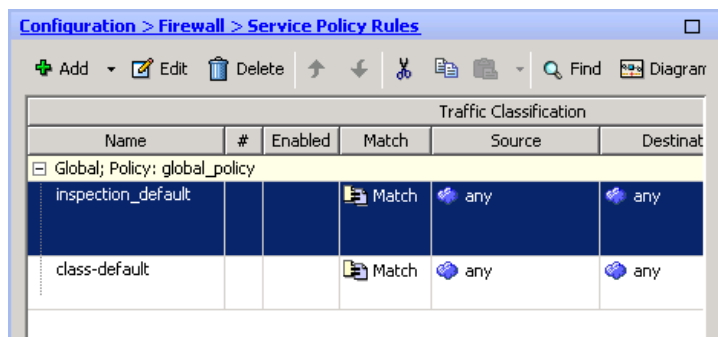 Configuration > Firewall > Service Policy Rules
Add Edit Delete Find Diagram
Traffic Classification
Name # Enabled Match Source Destinat
Global; Policy: global_policy
inspection_default Match any any
class-default Match any any